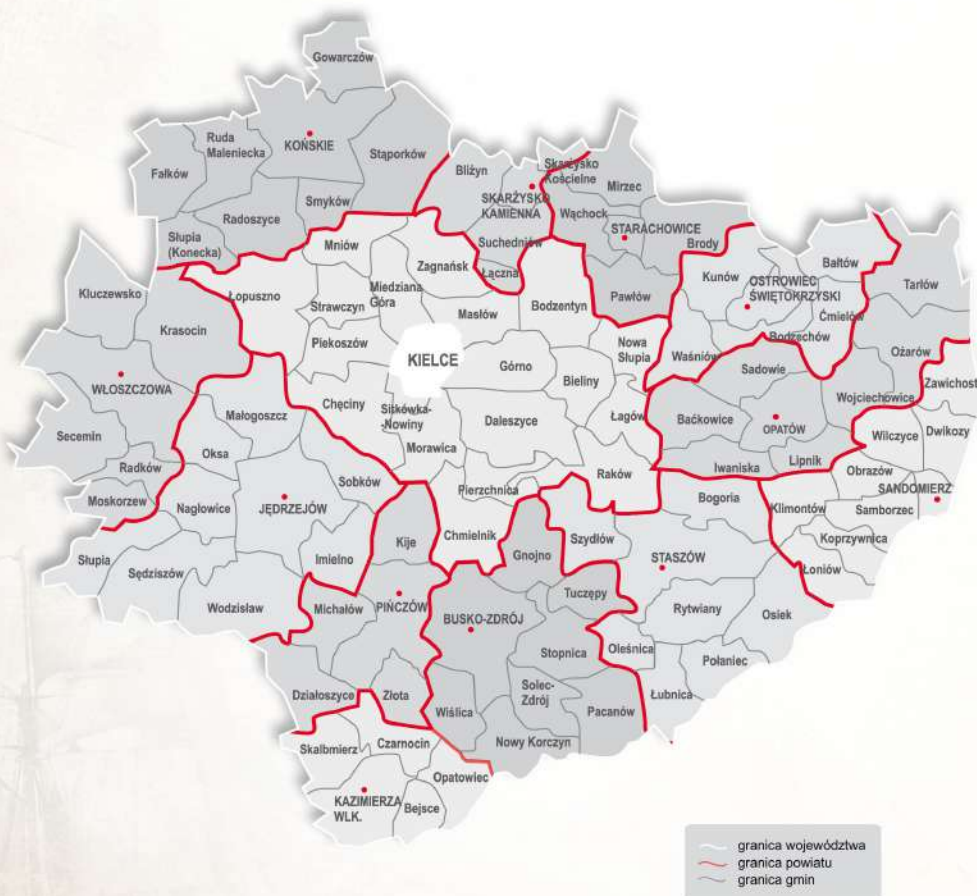 Gowarczów
Ruda
Maleniecka
KOŃSKIE
Stąporków
Fałków
Smyków
Radoszyce
Słupia
(Konecka)
Bliżyn
SKARŻYSKO
KAMIENNA
Skarżysko
Kościelne
Suchedniów
Łączna
Mirzec
Wąchock
STARACHOWICE
Brody
Pawłów
Kunów
OSTROWIEC
ŚWIĘTOKRZYSKI
Bałtów
Ćmielów
Bodzechów
Waśniów
Tarłów
Ożarów
Sadowie
Wojciechowice
Baćkowice
OPATÓW
Iwaniska
Lipnik
Zawichost
Dwikozy
Wilczyce
Obrazów
SANDOMIERZ
Klimontów
Samborzec
Koprzywnica
Łoniów
Mniów
Zagnańsk
Łopuszno
Strawczyn
Miedziana
Góra
Masłów
Bodzentyn
Piekoszów
KIELCE
Górno
Bieliny
Nowa
Słupia
Chęciny
Sitkówka-
-Nowiny
Daleszyce
Łagów
Morawica
Pierzchnica
Raków
Chmielnik
Kluczewsko
Krasocin
WŁOSZCZOWA
Secemin
Radków
Moskorzew
Małogoszcz
Oksa
Sobków
Nagłowice
JĘDRZEJÓW
Imielno
Słupia
Sędziszów
Wodzisław
Kije
Michałów
PIŃCZÓW
Działoszyce
Złota
Gnojno
Tuczępy
BUSKO-ZDRÓJ
Stopnica
Solec-
Zdrój
Wiślica
Pacanów
Nowy Korczyn
Szydłów
Bogoria
STASZÓW
Rytwiany
Osiek
Oleśnica
Połaniec
Łubnica
Skalbmierz
Czarnocin
Opatowiec
KAZIMIERZA
WLK.
Bejsce
granica województwa
granica powiatu
granica gmin